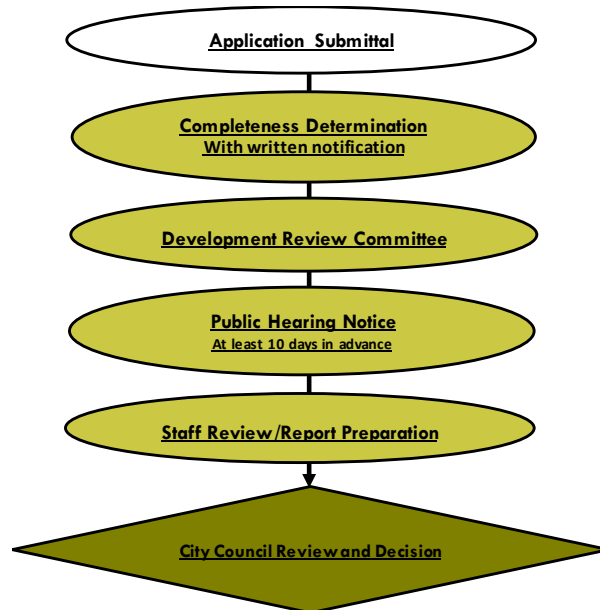 Application Submittal
Completeness Determination
With written notification
Development Review Committee
Public Hearing Notice
At least 10 days in advance
Staff Review/Report Preparation
City Council Review and Decision